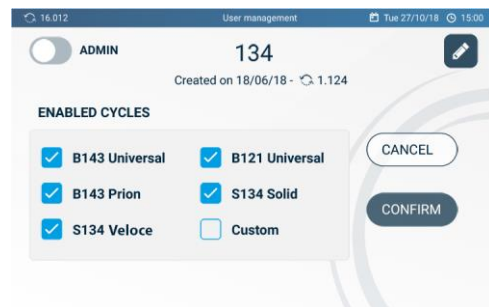 16.012 User management Tue 27/10/18 15:00
ADMIN 134
Created on 18/06/18 - 1.124
ENABLED CYCLES
B143 Universal B121 Universal CANCEL
B143 Prion S134 Solid CONFIRM
S134 Veloce Custom